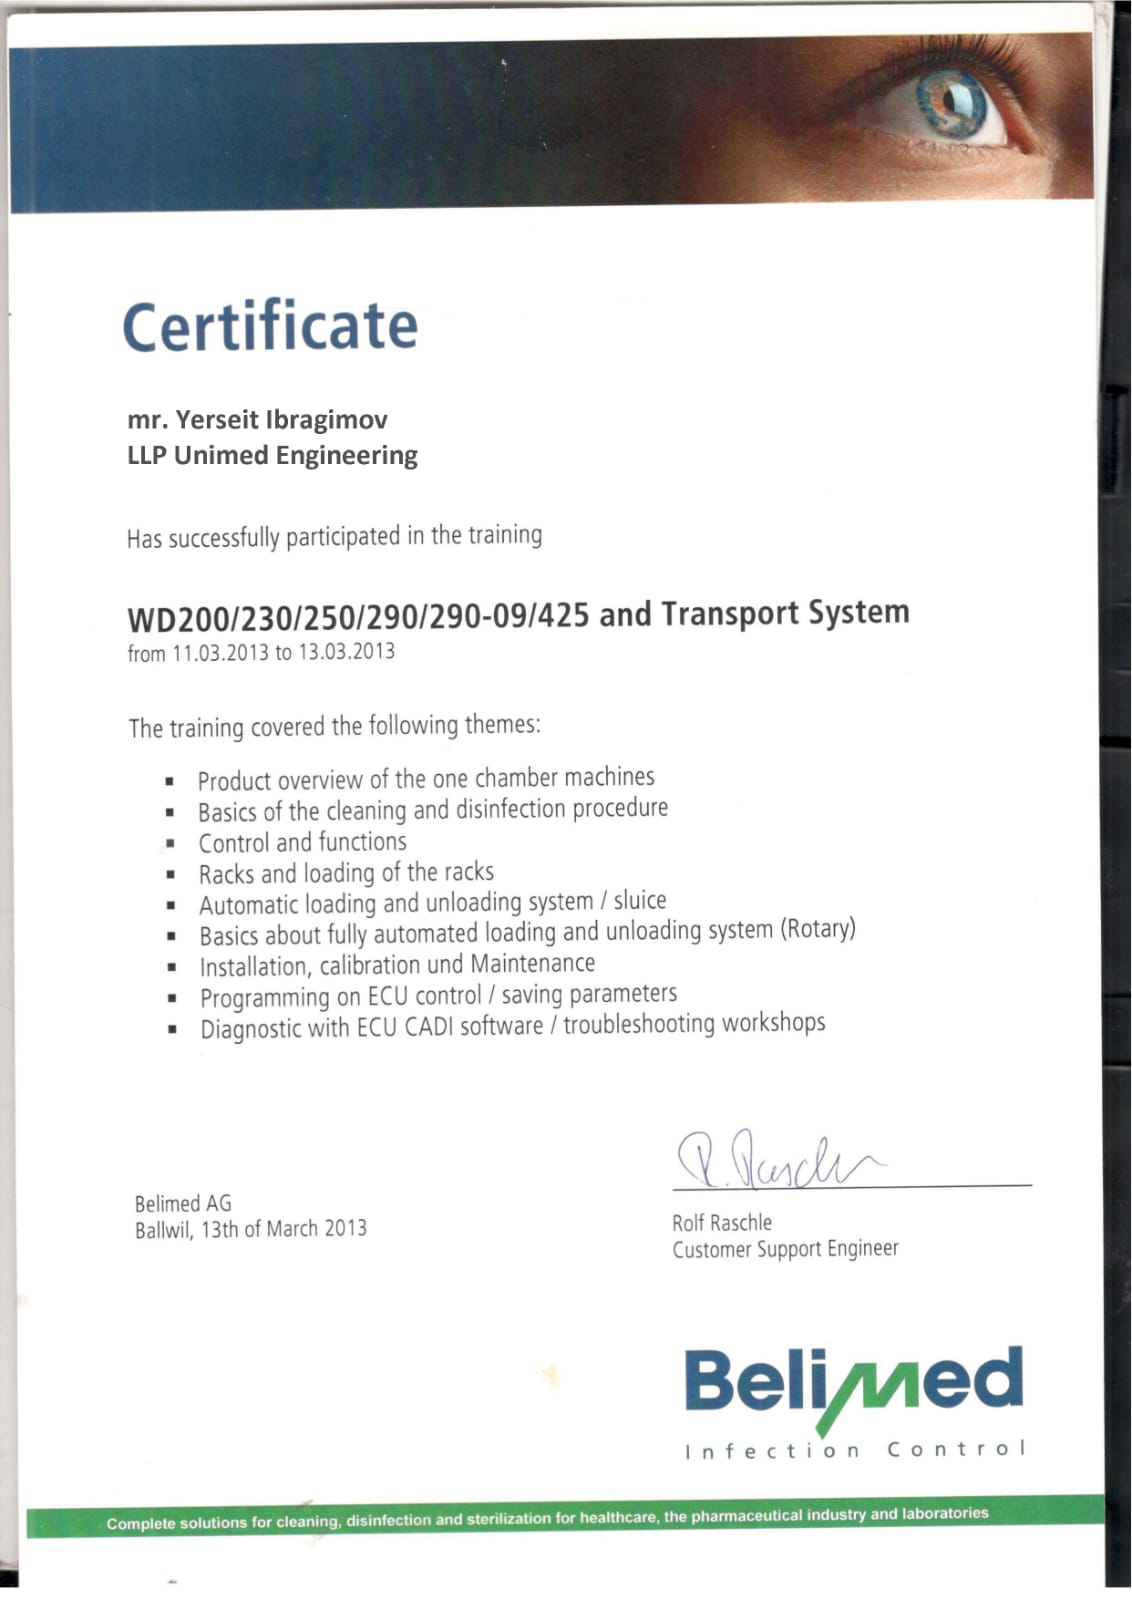 Certificate
mr. Yerseit Ibragimov
LLP Unimed Engineering
Has successfully participated in the training
WD200/230/250/290/290-09/425 and Transport System
from 11.03.2013 to 13.03.2013
The training covered the following themes:
▪ Product overview of the one chamber machines
▪ Basics of the cleaning and disinfection procedure
▪ Control and functions
▪ Racks and loading of the racks
▪ Automatic loading and unloading system / sluice
▪ Basics about fully automated loading and unloading system (Rotary)
▪ Installation, calibration und Maintenance
▪ Programming on ECU control / saving parameters
▪ Diagnostic with ECU CADI software / troubleshooting workshops
R. Raschle
Belimed AG
Ballwil, 13th of March 2013
Rolf Raschle
Customer Support Engineer
Belimed
Infection Control
Complete solutions for cleaning, disinfection and sterilization for healthcare, the pharmaceutical industry and laboratories